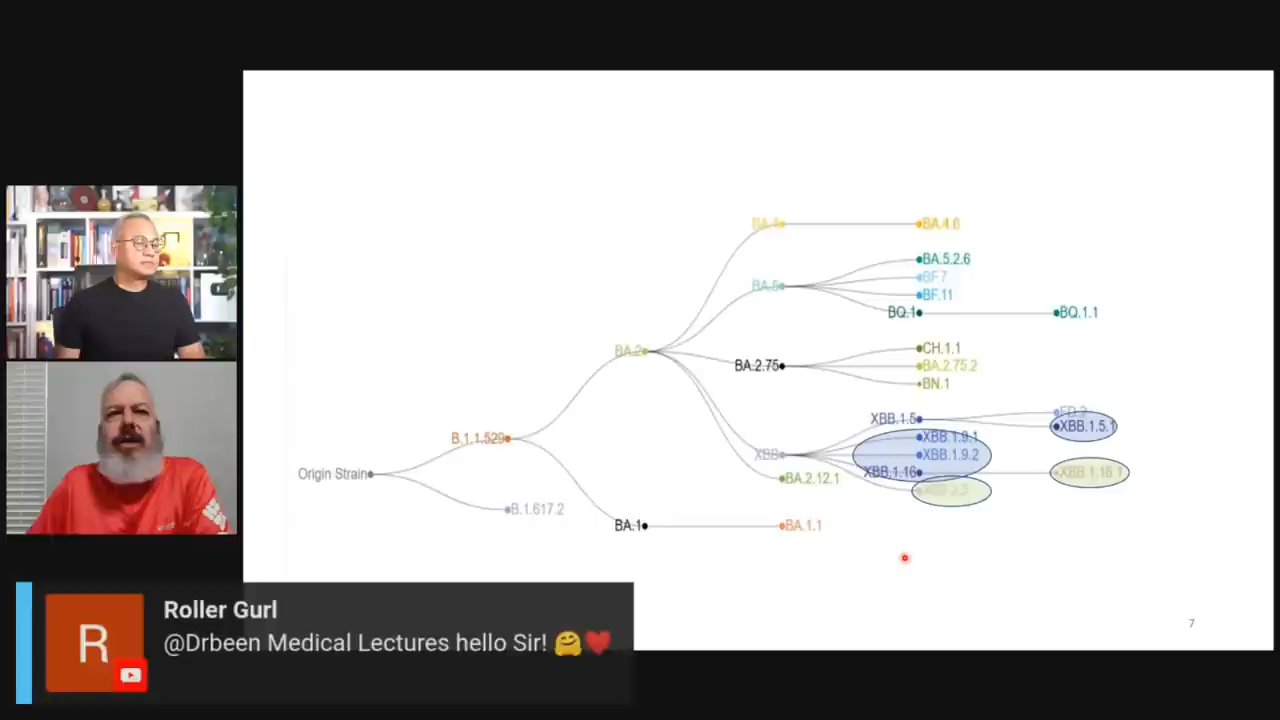 BA.4
BA.4.6
BA.5.2.6
BF.7
BA.5
BF.11
BQ.1
BQ.1.1
CH.1.1
BA.2
BA.2.75
BA.2.75.2
BN.1
XBB.1.5
XBB.1.5.1
XBB.1.9.1
B.1.1.529
XBB
XBB.1.9.2
Origin Strain
XBB.1.16
XBB.1.16.1
BA.2.12.1
B.1.617.2
BA.1
BA.1.1
R
Roller Gurl
@Drbeen Medical Lectures hello Sir! 🤗❤️
7